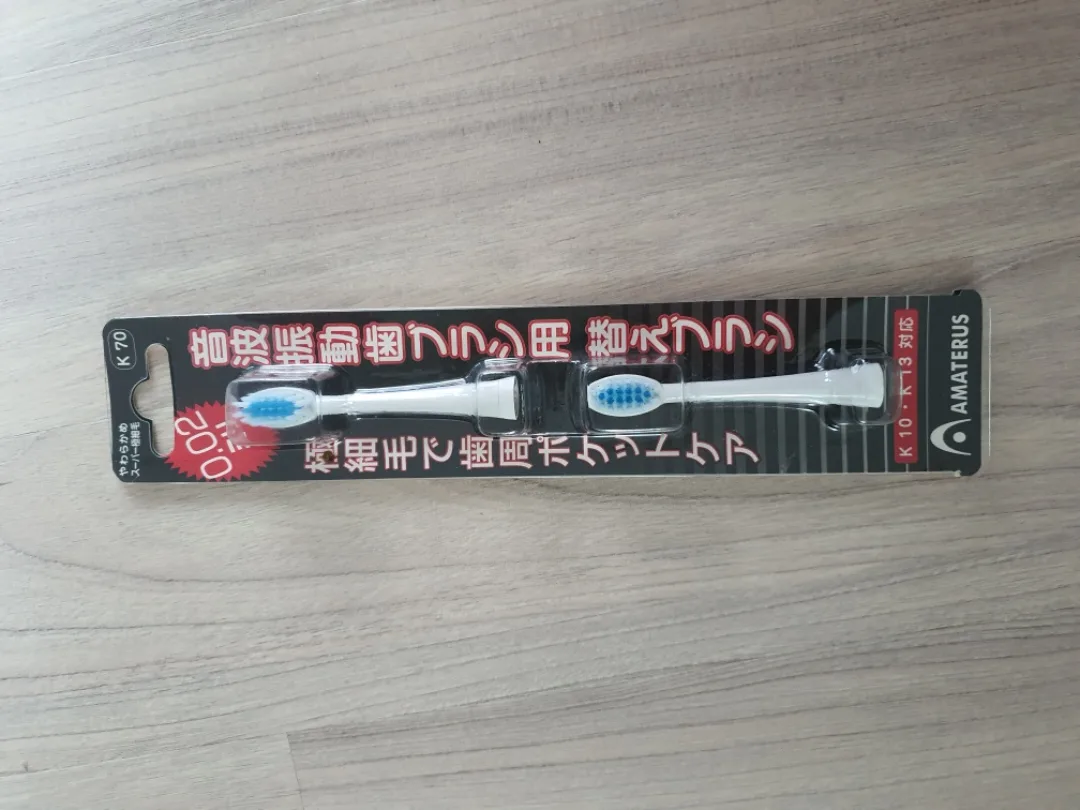 K 70
やわらかめ
スーパー極細毛
0.02
音波振動歯ブラシ用 替えブラシ
極細毛で歯周ポケットケア
K 10・K 13 対応
AMATERUS